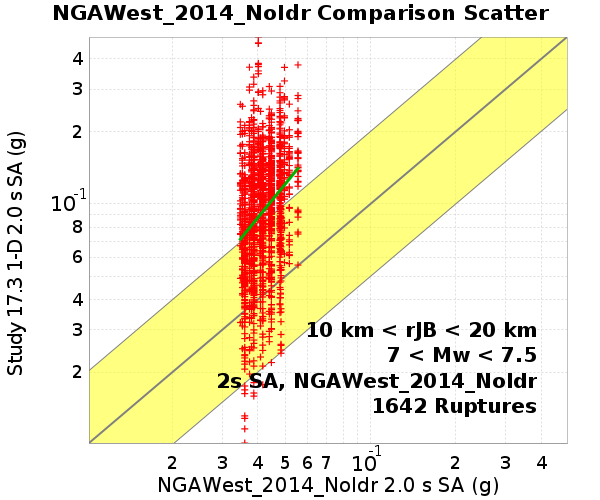 NGAWest_2014_NoIdr Comparison Scatter
Study 17.3 1-D 2.0 s SA (g)
4
3
2
10-1
8
6
4
3
2
10 km < rJB < 20 km
7 < Mw < 7.5
2s SA, NGAWest_2014_NoIdr
1642 Ruptures
2 3 4 5 6 7 10-1 2 3 4
NGAWest_2014_NoIdr 2.0 s SA (g)